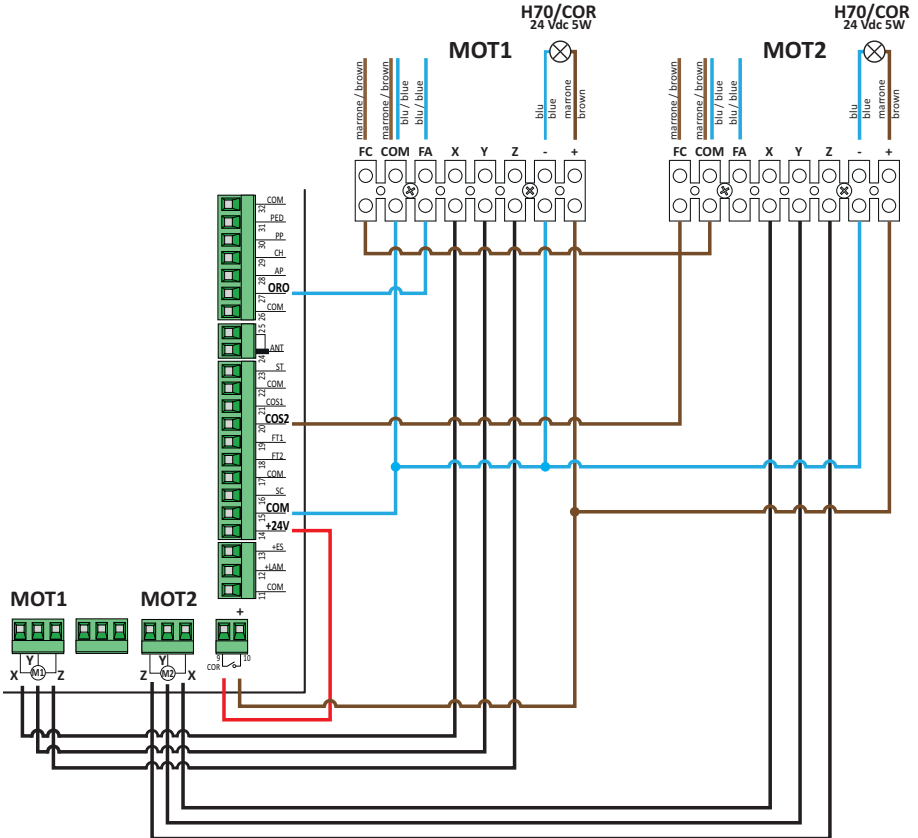 H70/COR
24 Vdc 5W
MOT1
marrone / brown
marrone / brown
blu / blue
blu / blue
blu
blue
marrone
brown
FC COM FA X Y Z - +
H70/COR
24 Vdc 5W
MOT2
marrone / brown
marrone / brown
blu / blue
blu / blue
blu
blue
marrone
brown
FC COM FA X Y Z - +
32 COM
31 PED
30 PP
29 CH
28 AP
27 ORO
26 COM
25
24 ANT
23 ST
22 COM
21 COS1
20 COS2
19 FT1
18 FT2
17 COM
16 SC
15 COM
14 +24V
13 +ES
12 +LAM
11 COM
MOT1
X Y Z
M1
MOT2
Z Y X
M2
+
9 10
COR